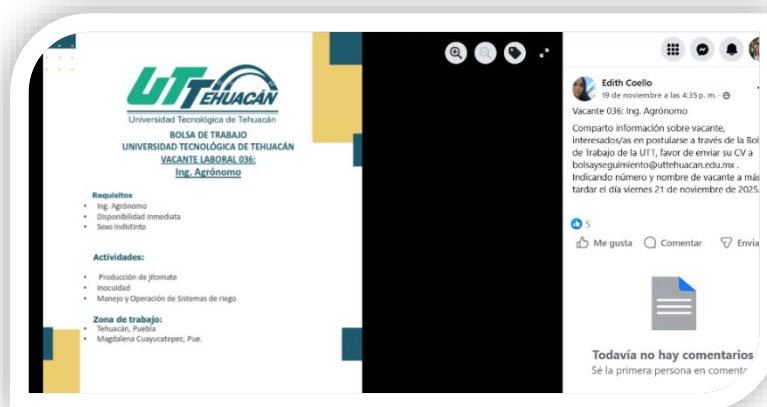 UTTEHUACÁN
Universidad Tecnológica de Tehuacán
BOLSA DE TRABAJO
UNIVERSIDAD TECNOLÓGICA DE TEHUACÁN
VACANTE LABORAL 036:
Ing. Agrónomo
Requisitos
• Ing. Agrónomo
• Disponibilidad inmediata
• Sexo indistinto
Actividades:
• Producción de jitomate
• Inocuidad
• Manejo y Operación de Sistemas de riego
Zona de trabajo:
• Tehuacán, Puebla
• Magdalena Cuayucatepec, Pue.
Edith Coello
19 de noviembre a las 4:35 p. m. ·
Vacante 036: Ing. Agrónomo
Comparto información sobre vacante,
interesados/as en postularse a través de la Bol
de Trabajo de la UTT, favor de enviar su CV a
bolsayseguimiento@uttehuacan.edu.mx .
Indicando número y nombre de vacante a más
tardar el día viernes 21 de noviembre de 2025.
5
Me gusta Comentar Envia
Todavía no hay comentarios
Sé la primera persona en comenta